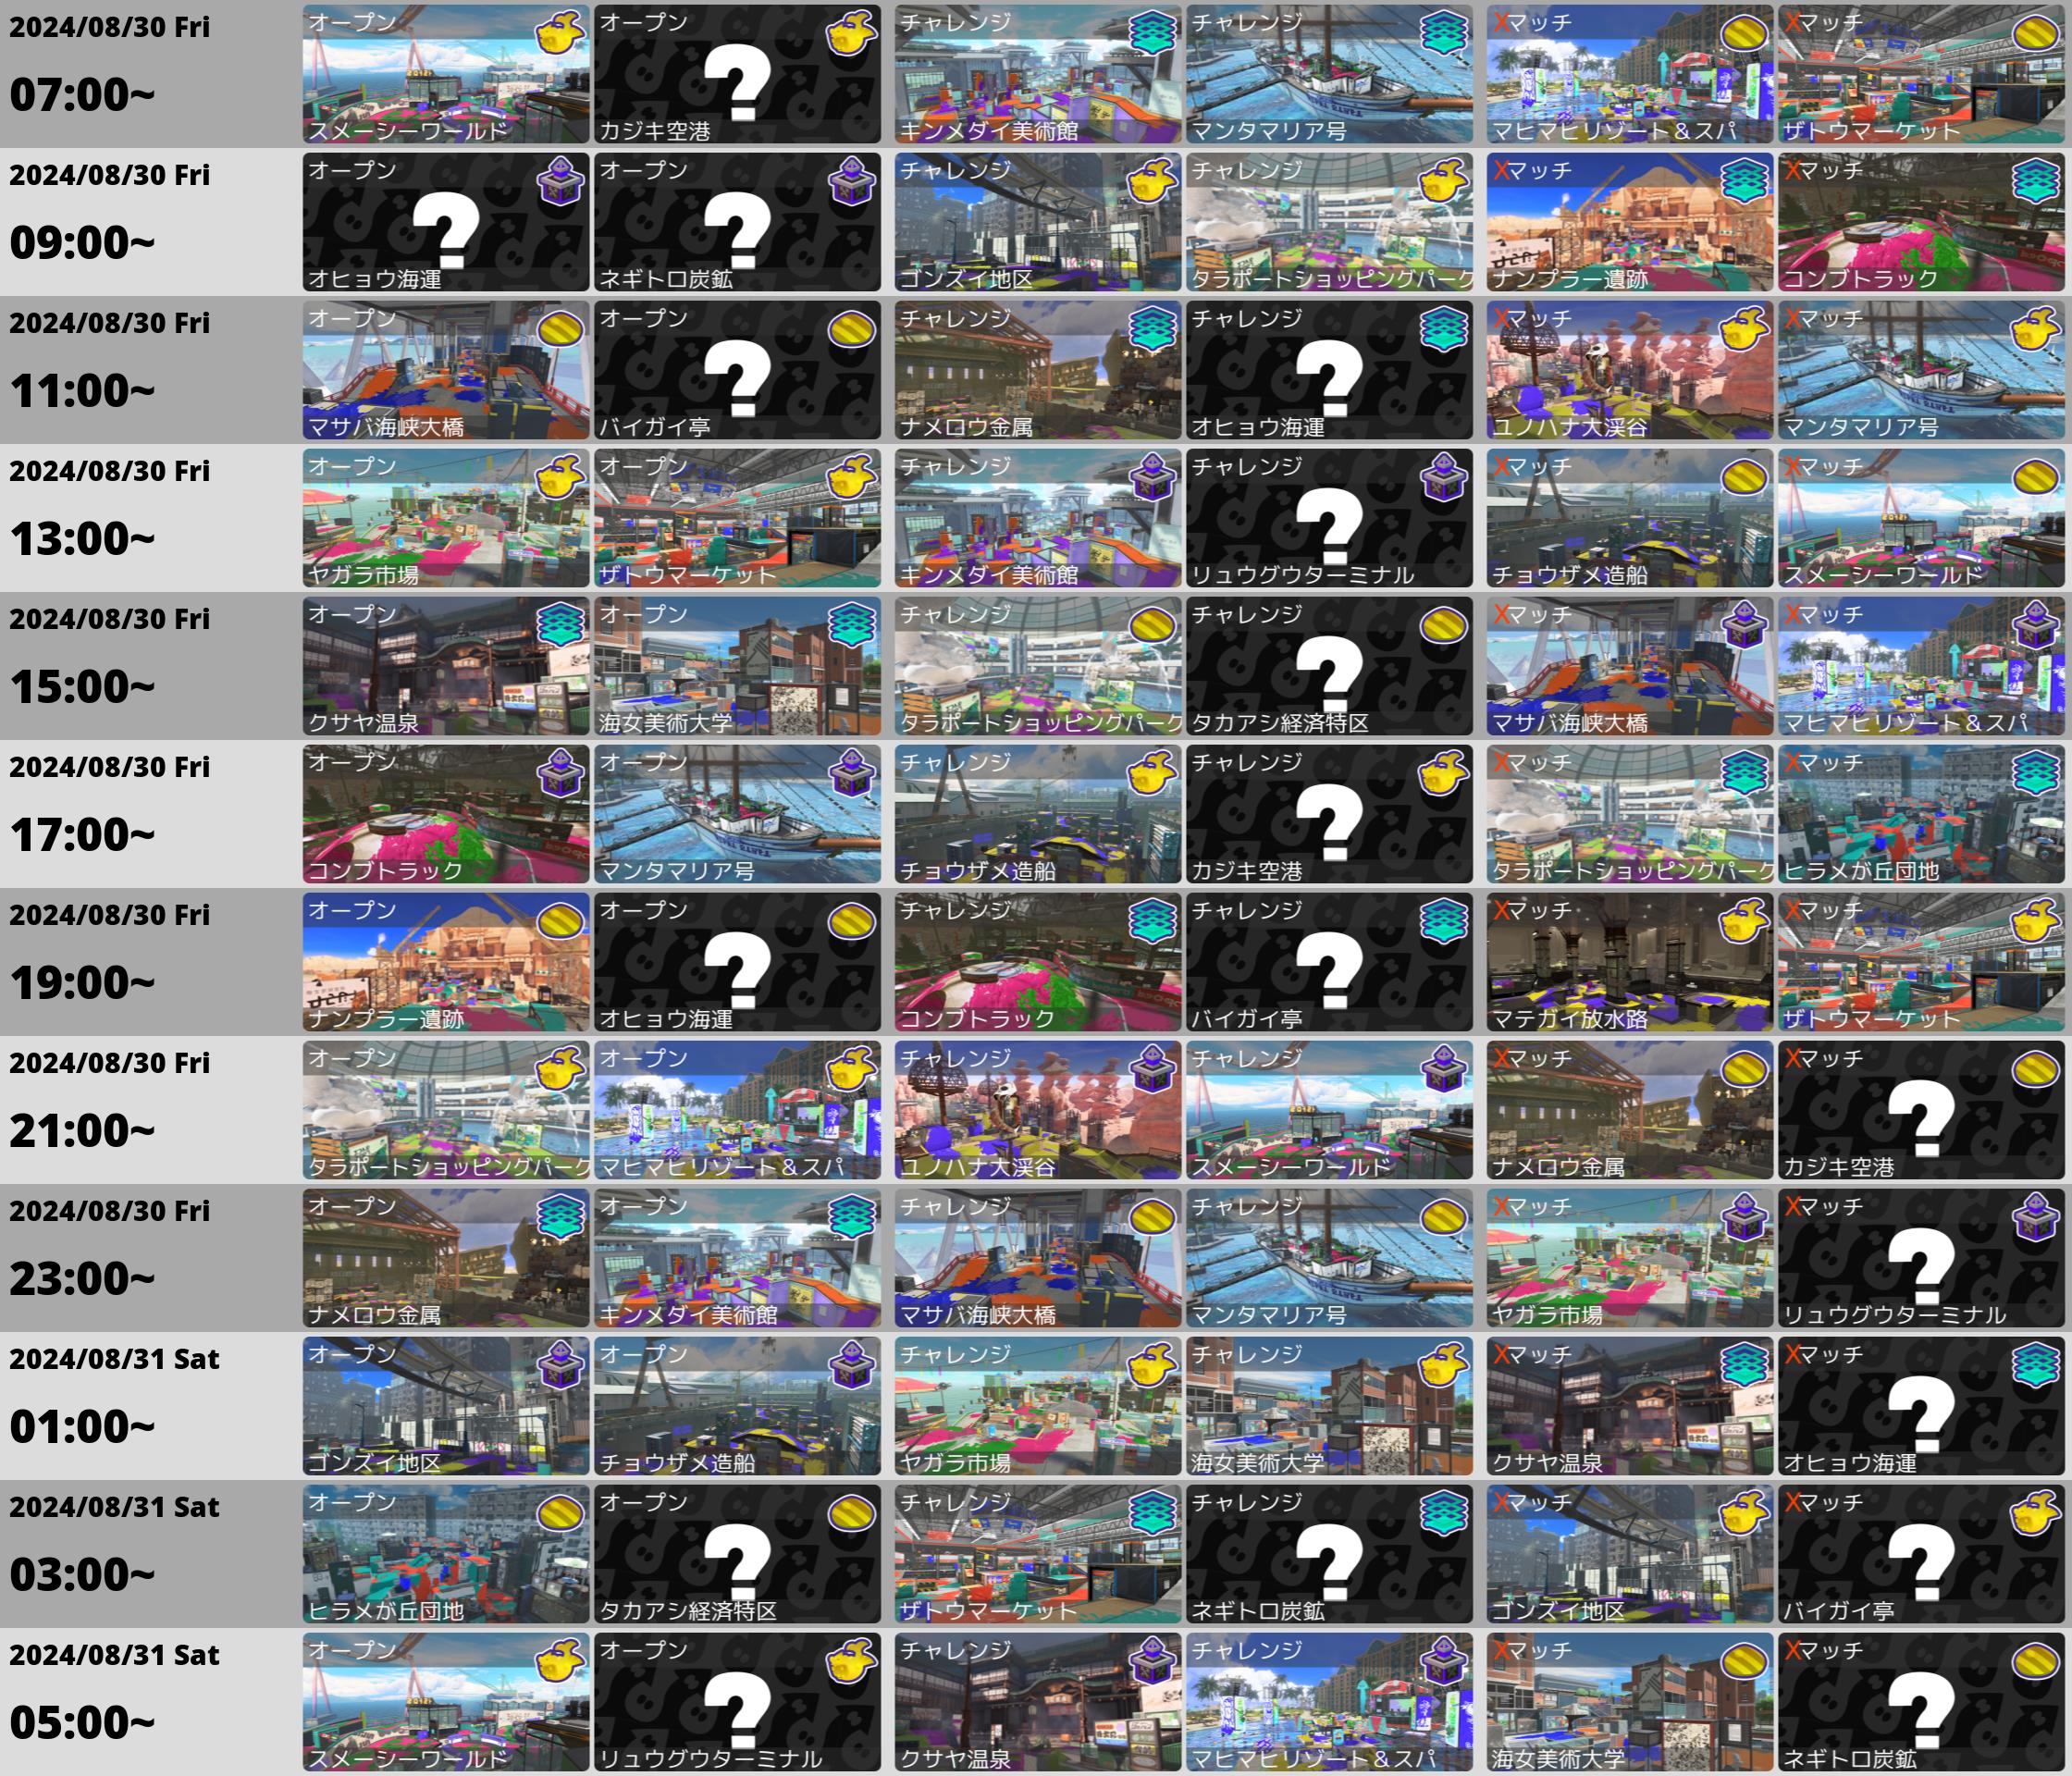 2024/08/30 Fri
07:00~
オープン
スメーシーワールド
オープン
カジキ空港
チャレンジ
キンメダイ美術館
チャレンジ
マンタマリア号
Xマッチ
マヒマヒリゾート＆スパ
Xマッチ
ザトウマーケット
2024/08/30 Fri
09:00~
オープン
オヒョウ海運
オープン
ネギトロ炭鉱
チャレンジ
ゴンズイ地区
チャレンジ
タラポートショッピングパーク
Xマッチ
ナンプラー遺跡
Xマッチ
コンブトラック
2024/08/30 Fri
11:00~
オープン
マサバ海峡大橋
オープン
バイガイ亭
チャレンジ
ナメロウ金属
チャレンジ
オヒョウ海運
Xマッチ
ユノハナ大渓谷
Xマッチ
マンタマリア号
2024/08/30 Fri
13:00~
オープン
ヤガラ市場
オープン
ザトウマーケット
チャレンジ
キンメダイ美術館
チャレンジ
リュウグウターミナル
Xマッチ
チョウザメ造船
Xマッチ
スメーシーワールド
2024/08/30 Fri
15:00~
オープン
クサヤ温泉
オープン
海女美術大学
チャレンジ
タラポートショッピングパーク
チャレンジ
タカアシ経済特区
Xマッチ
マサバ海峡大橋
Xマッチ
マヒマヒリゾート＆スパ
2024/08/30 Fri
17:00~
オープン
コンブトラック
オープン
マンタマリア号
チャレンジ
チョウザメ造船
チャレンジ
カジキ空港
Xマッチ
タラポートショッピングパーク
Xマッチ
ヒラメが丘団地
2024/08/30 Fri
19:00~
オープン
ナンプラー遺跡
オープン
オヒョウ海運
チャレンジ
コンブトラック
チャレンジ
バイガイ亭
Xマッチ
マテガイ放水路
Xマッチ
ザトウマーケット
2024/08/30 Fri
21:00~
オープン
タラポートショッピングパーク
オープン
マヒマヒリゾート＆スパ
チャレンジ
ユノハナ大渓谷
チャレンジ
スメーシーワールド
Xマッチ
ナメロウ金属
Xマッチ
カジキ空港
2024/08/30 Fri
23:00~
オープン
ナメロウ金属
オープン
キンメダイ美術館
チャレンジ
マサバ海峡大橋
チャレンジ
マンタマリア号
Xマッチ
ヤガラ市場
Xマッチ
リュウグウターミナル
2024/08/31 Sat
01:00~
オープン
ゴンズイ地区
オープン
チョウザメ造船
チャレンジ
ヤガラ市場
チャレンジ
海女美術大学
Xマッチ
クサヤ温泉
Xマッチ
オヒョウ海運
2024/08/31 Sat
03:00~
オープン
ヒラメが丘団地
オープン
タカアシ経済特区
チャレンジ
ザトウマーケット
チャレンジ
ネギトロ炭鉱
Xマッチ
ゴンズイ地区
Xマッチ
バイガイ亭
2024/08/31 Sat
05:00~
オープン
スメーシーワールド
オープン
リュウグウターミナル
チャレンジ
クサヤ温泉
チャレンジ
マヒマヒリゾート＆スパ
Xマッチ
海女美術大学
Xマッチ
ネギトロ炭鉱